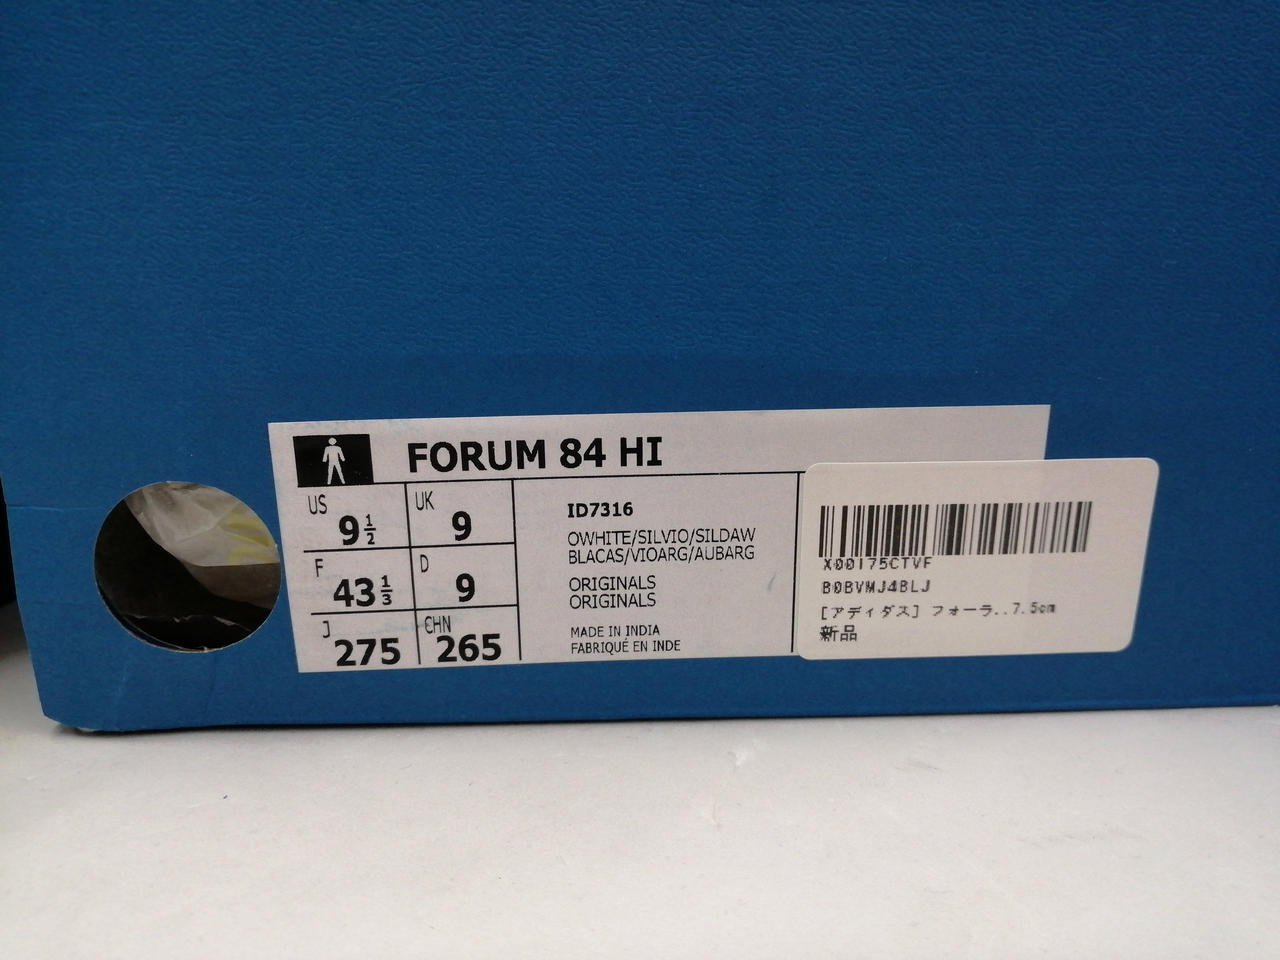 FORUM 84 HI
US 9 1/2
UK 9
F 43 1/3
D 9
J 275
CHN 265
ID7316
OWHITE/SILVIO/SILDAW
BLACAS/VIOARG/AUBARG
ORIGINALS
ORIGINALS
MADE IN INDIA
FABRIQUÉ EN INDE
X00175CTVF
B0BVMJ4BLJ
[アディダス] フォーラ..7.5cm
新品